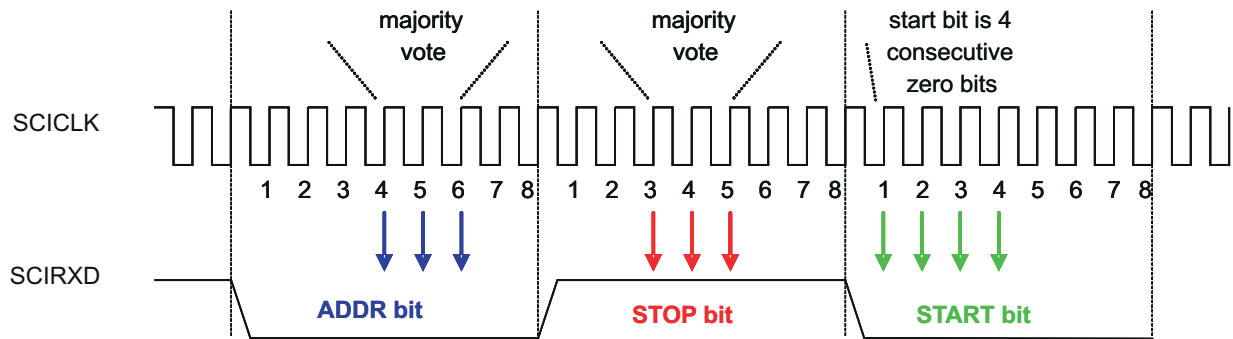 majority
vote
majority
vote
start bit is 4
consecutive
zero bits
SCICLK
1 2 3 4 5 6 7 8 1 2 3 4 5 6 7 8 1 2 3 4 5 6 7 8
SCIRXD
ADDR bit STOP bit START bit